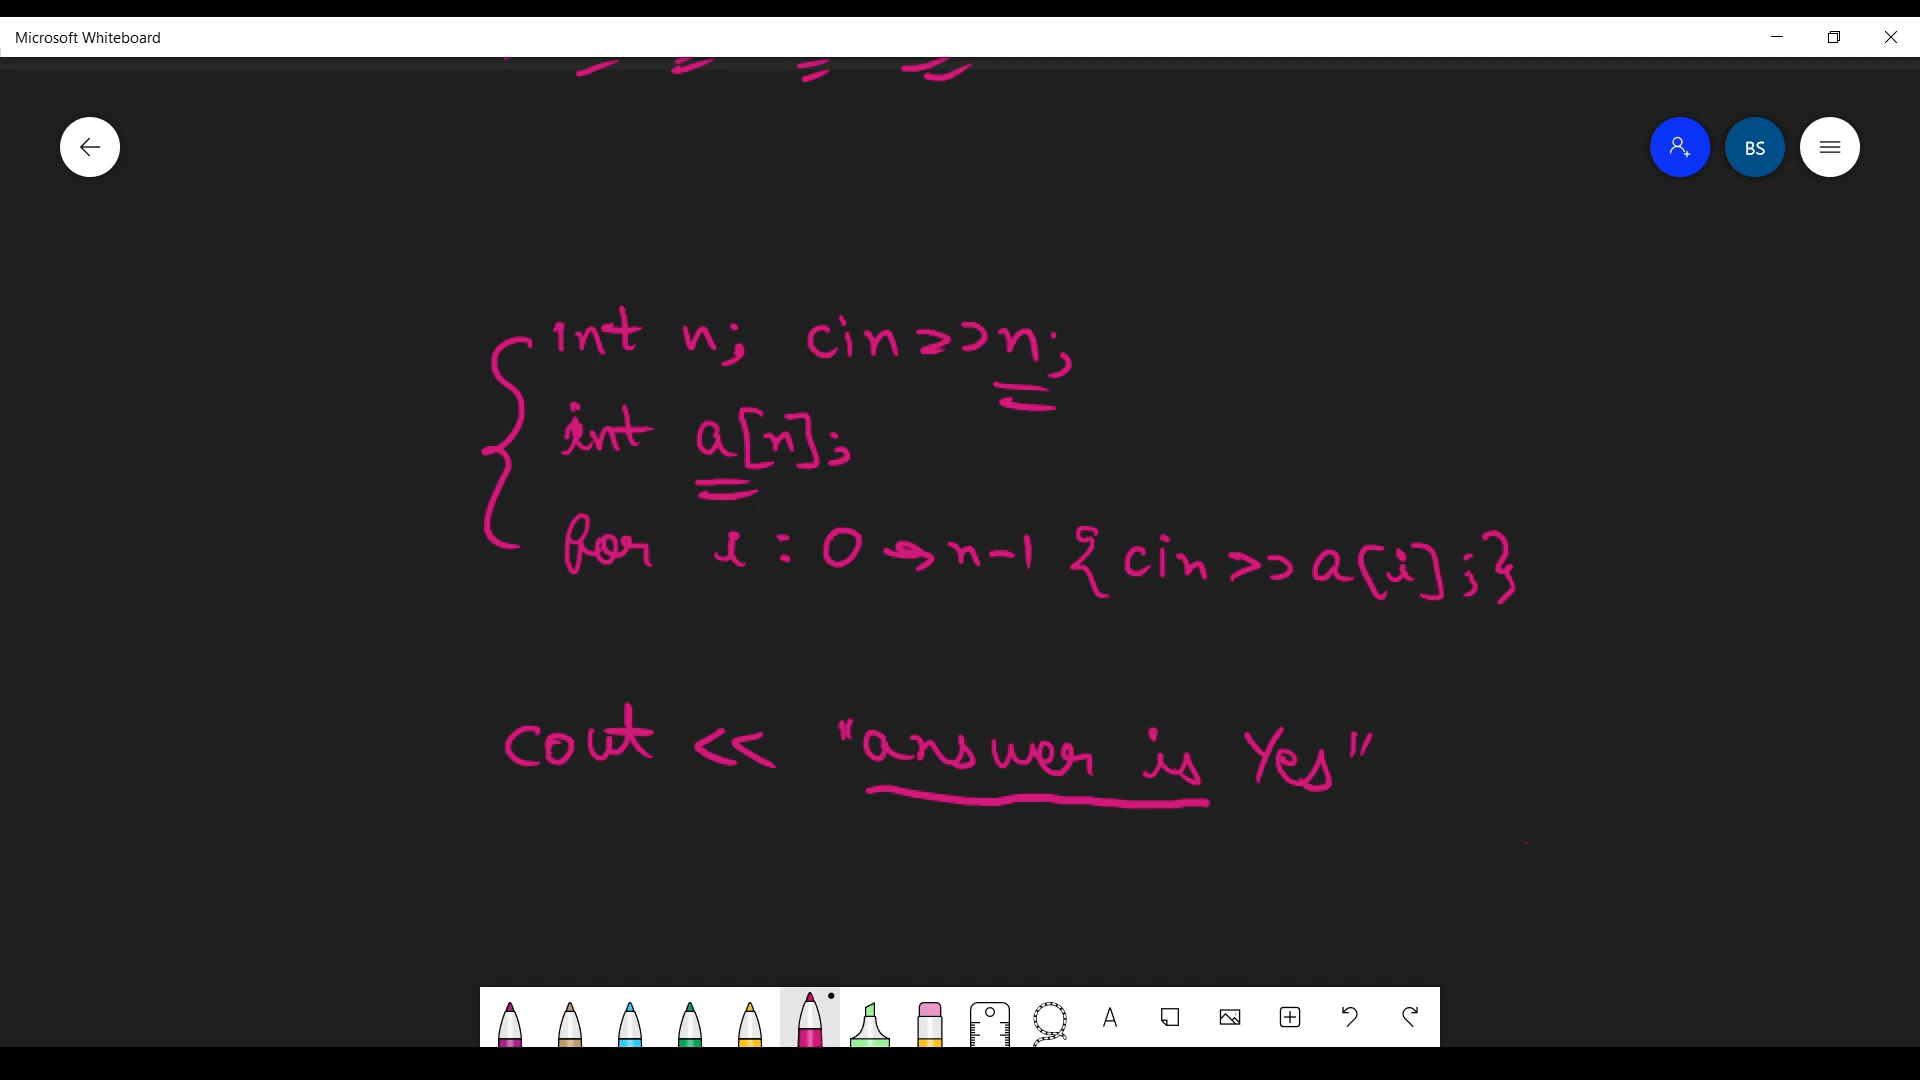 Microsoft Whiteboard
BS
int n; cin>>n;
int a[n];
for i : 0 → n-1 {cin >> a[i];}
cout << "answer is Yes"